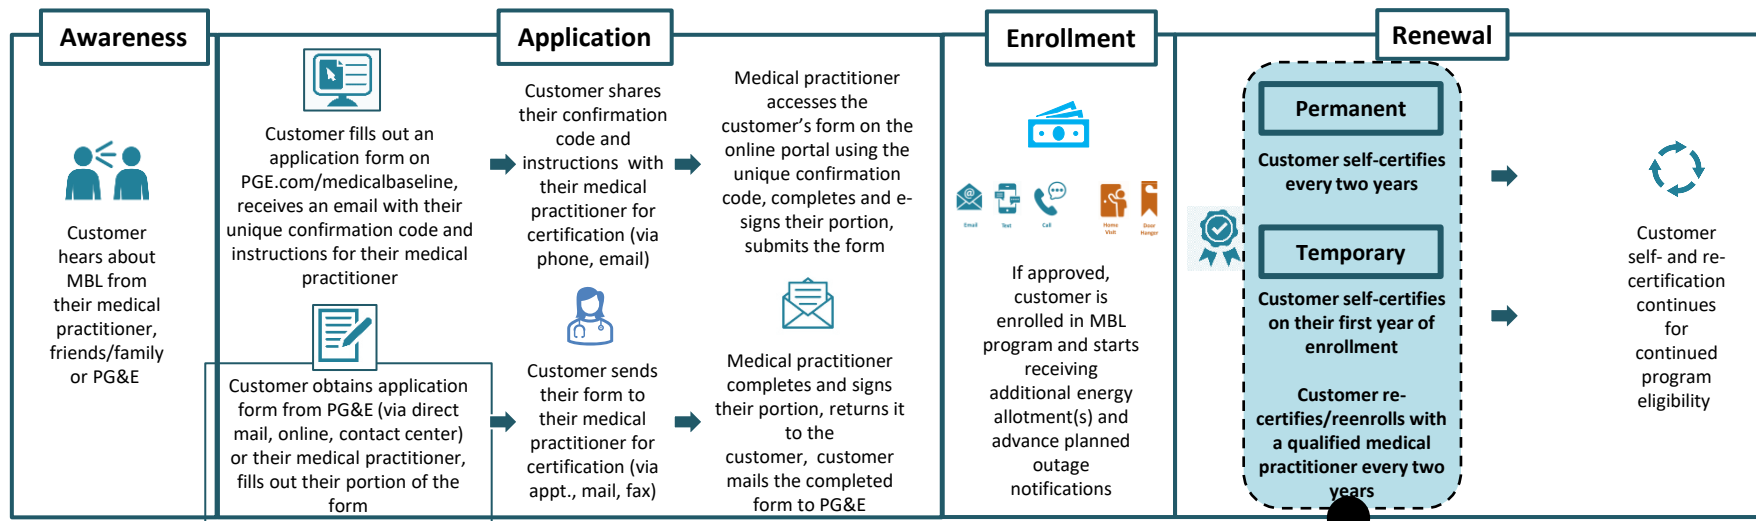 Awareness
Customer
hears about
MBL from
their medical
practitioner,
friends/family
or PG&E
Application
Customer fills out an
application form on
PGE.com/medicalbaseline,
receives an email with their
unique confirmation code and
instructions for their medical
practitioner
Customer shares
their confirmation
code and
instructions with
their medical
practitioner for
certification (via
phone, email)
Medical practitioner
accesses the
customer's form on the
online portal using the
unique confirmation
code, completes and e-
signs their portion,
submits the form
Customer obtains application
form from PG&E (via direct
mail, online, contact center)
or their medical practitioner,
fills out their portion of the
form
Customer sends
their form to
their medical
practitioner for
certification (via
appt., mail, fax)
Medical practitioner
completes and signs
their portion, returns it
to the
customer, customer
mails the completed
form to PG&E
Enrollment
Email
Text
Call
Home
Visit
Door
Hanger
If approved,
customer is
enrolled in MBL
program and starts
receiving
additional energy
allotment(s) and
advance planned
outage
notifications
Renewal
Permanent
Customer self-certifies
every two years
Temporary
Customer self-certifies
on their first year of
enrollment
Customer re-
certifies/reenrolls with
a qualified medical
practitioner every two
years
Customer
self- and re-
certification
continues
for
continued
program
eligibility